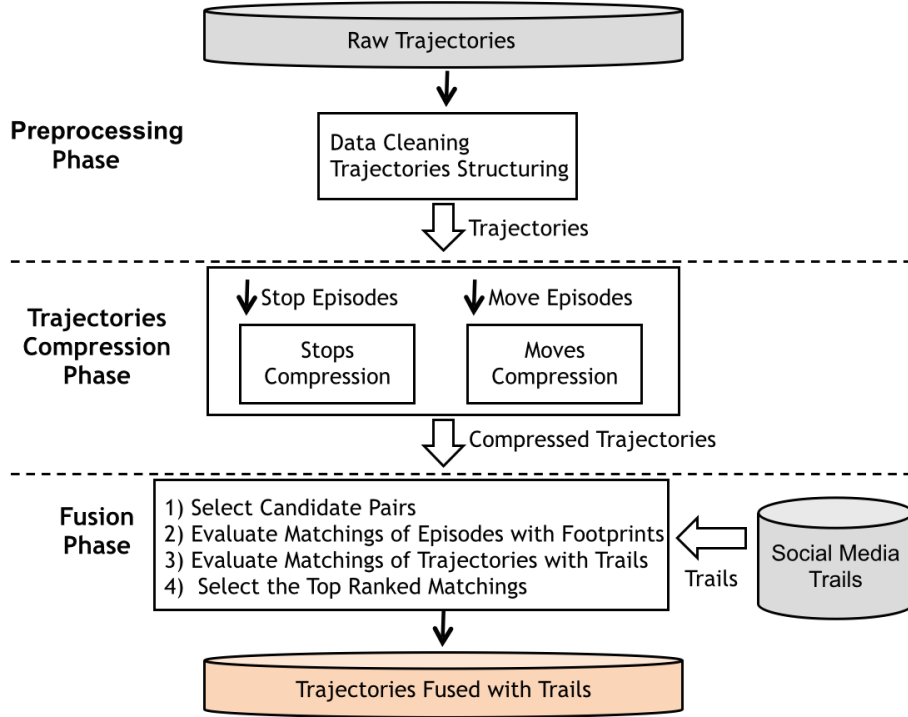 Raw Trajectories
Preprocessing
Phase
Data Cleaning
Trajectories Structuring
Trajectories
Trajectories
Compression
Phase
Stop Episodes
Move Episodes
Stops
Compression
Moves
Compression
Compressed Trajectories
Fusion
Phase
1) Select Candidate Pairs
2) Evaluate Matchings of Episodes with Footprints
3) Evaluate Matchings of Trajectories with Trails
4) Select the Top Ranked Matchings
Trails
Social Media
Trails
Trajectories Fused with Trails